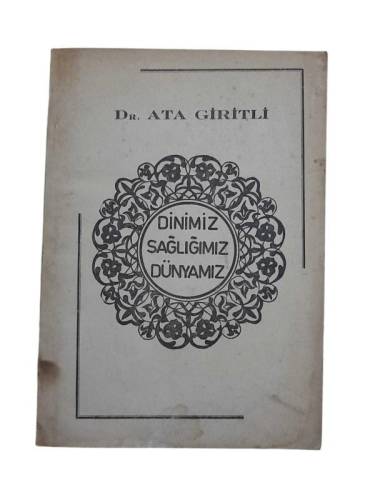 DR. ATA GİRİTLİ
DİNİMİZ
SAĞLIĞIMIZ
DÜNYAMIZ